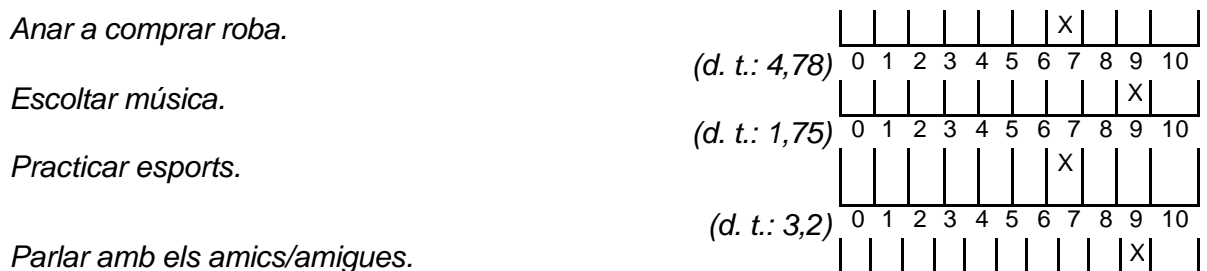 Anar a comprar roba. X
(d. t.: 4,78) 0 1 2 3 4 5 6 7 8 9 10
Escoltar música. X
(d. t.: 1,75) 0 1 2 3 4 5 6 7 8 9 10
Practicar esports. X
(d. t.: 3,2) 0 1 2 3 4 5 6 7 8 9 10
Parlar amb els amics/amigues. X